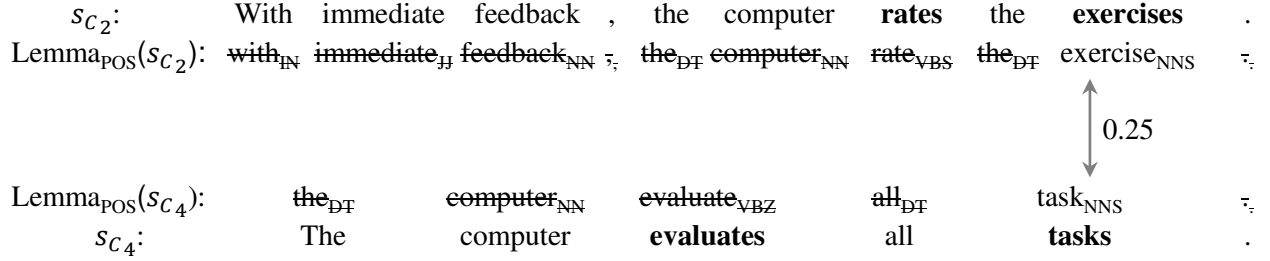 s_{C_2}: With immediate feedback , the computer rates the exercises .
Lemma_{POS}(s_{C_2}): with_{IN} immediate_{JJ} feedback_{NN} ,_{,} the_{DT} computer_{NN} rate_{VBS} the_{DT} exercise_{NNS} ._{.}
0.25
Lemma_{POS}(s_{C_4}): the_{DT} computer_{NN} evaluate_{VBZ} all_{DT} task_{NNS} ._{.}
s_{C_4}: The computer evaluates all tasks .